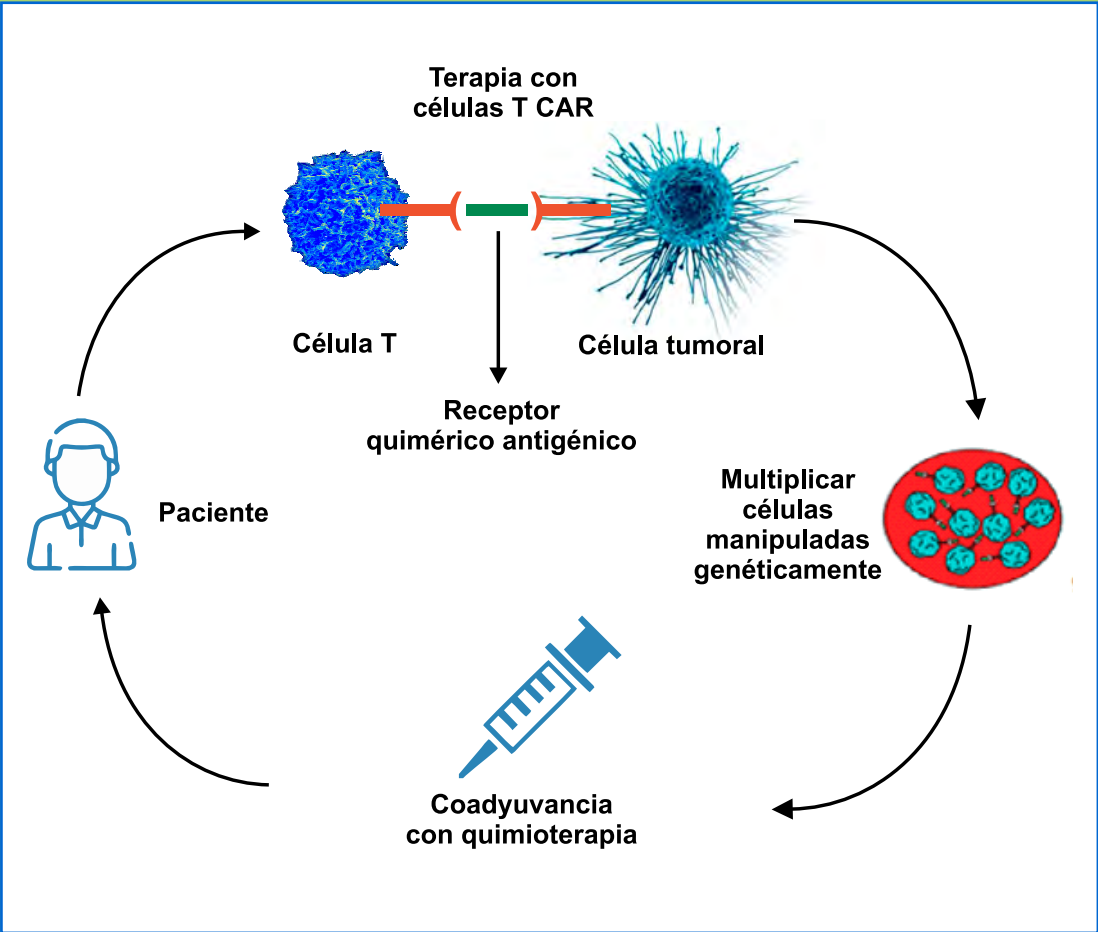 Terapia con
células T CAR
Célula T
Célula tumoral
Receptor
quimérico antigénico
Paciente
Multiplicar
células
manipuladas
genéticamente
Coadyuvancia
con quimioterapia